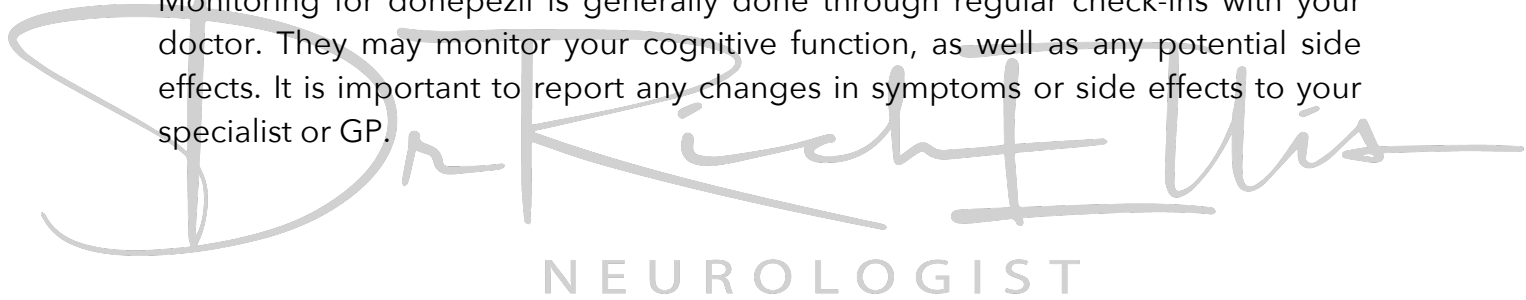 Monitoring for donepezil is generally done through regular check-ins with your
doctor. They may monitor your cognitive function, as well as any potential side
effects. It is important to report any changes in symptoms or side effects to your
specialist or GP.
Dr Rich Ellis
NEUROLOGIST